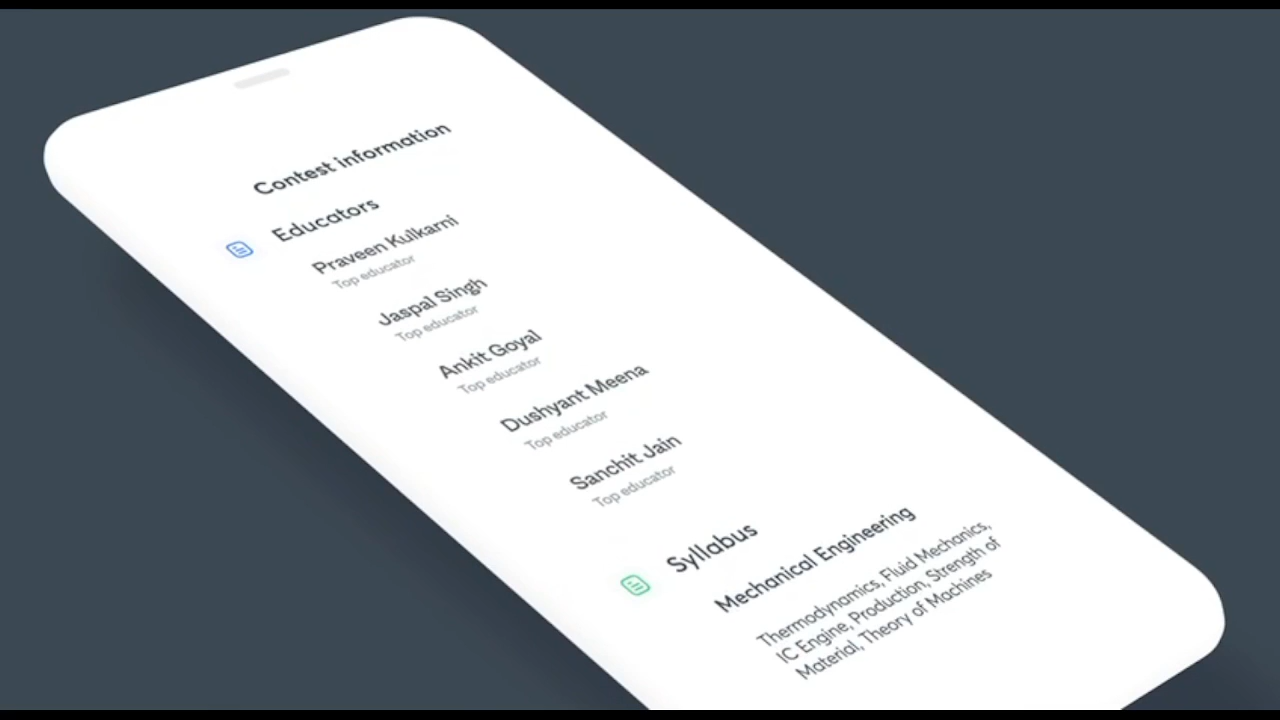 Contest information
Educators
Praveen Kulkarni
Top educator
Jaspal Singh
Top educator
Ankit Goyal
Top educator
Dushyant Meena
Top educator
Sanchit Jain
Top educator
Syllabus
Mechanical Engineering
Thermodynamics, Fluid Mechanics,
IC Engine, Production, Strength of
Material, Theory of Machines